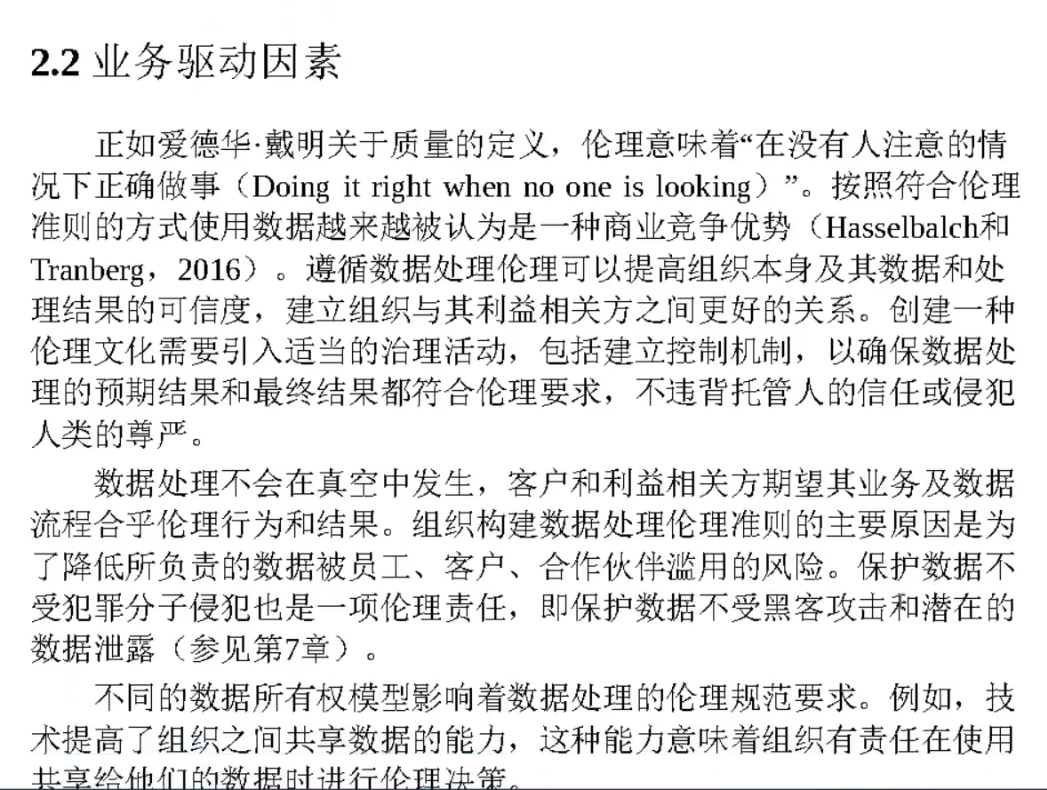 2.2 业务驱动因素
正如爱德华·戴明关于质量的定义，伦理意味着“在没有人注意的情
况下正确做事（Doing it right when no one is looking）”。按照符合伦理
准则的方式使用数据越来越被认为是一种商业竞争优势（Hasselbalch和
Tranberg，2016）。遵循数据处理伦理可以提高组织本身及其数据和处
理结果的可信度，建立组织与其利益相关方之间更好的关系。创建一种
伦理文化需要引入适当的治理活动，包括建立控制机制，以确保数据处
理的预期结果和最终结果都符合伦理要求，不违背托管人的信任或侵犯
人类的尊严。
数据处理不会在真空中发生，客户和利益相关方期望其业务及数据
流程合乎伦理行为和结果。组织构建数据处理伦理准则的主要原因是为
了降低所负责的数据被员工、客户、合作伙伴滥用的风险。保护数据不
受犯罪分子侵犯也是一项伦理责任，即保护数据不受黑客攻击和潜在的
数据泄露（参见第7章）。
不同的数据所有权模型影响着数据处理的伦理规范要求。例如，技
术提高了组织之间共享数据的能力，这种能力意味着组织有责任在使用
共享给他们的数据时进行伦理决策。